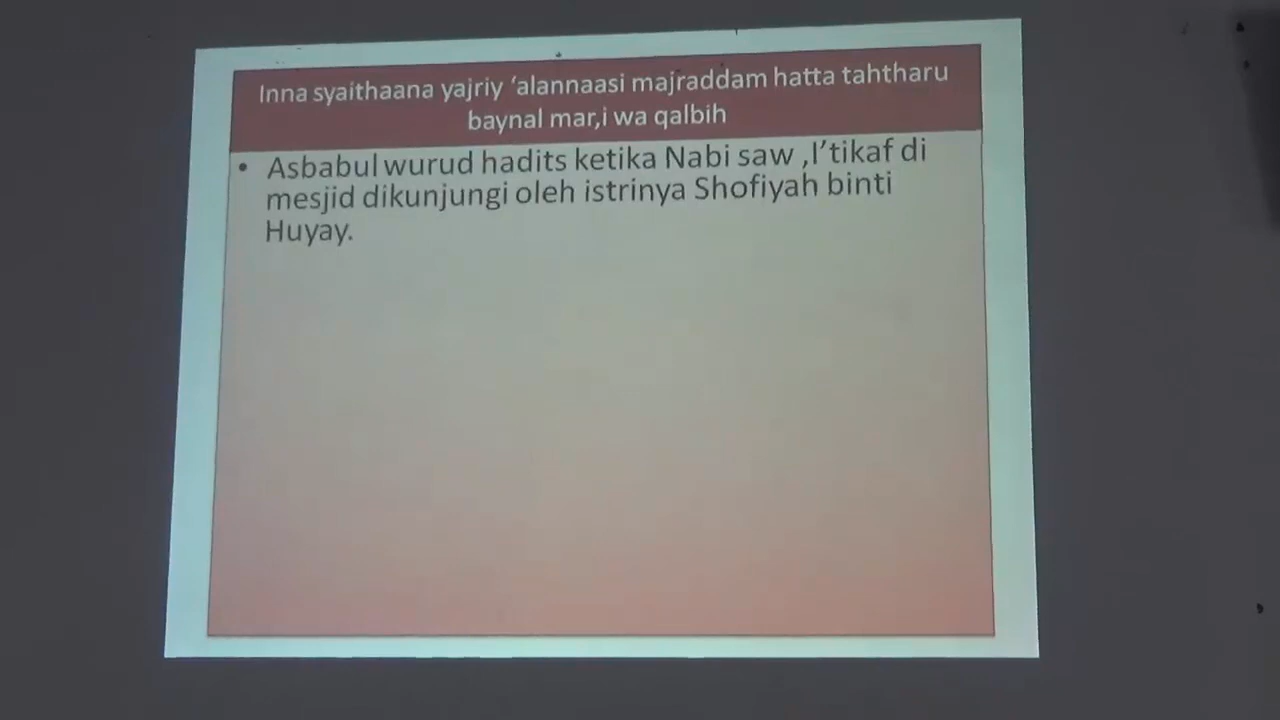 Inna syaithaana yajriy ‘alannaasi majraddam hatta tahtharu
baynal mar,i wa qalbih
• Asbabul wurud hadits ketika Nabi saw ,I’tikaf di
mesjid dikunjungi oleh istrinya Shofiyah binti
Huyay.